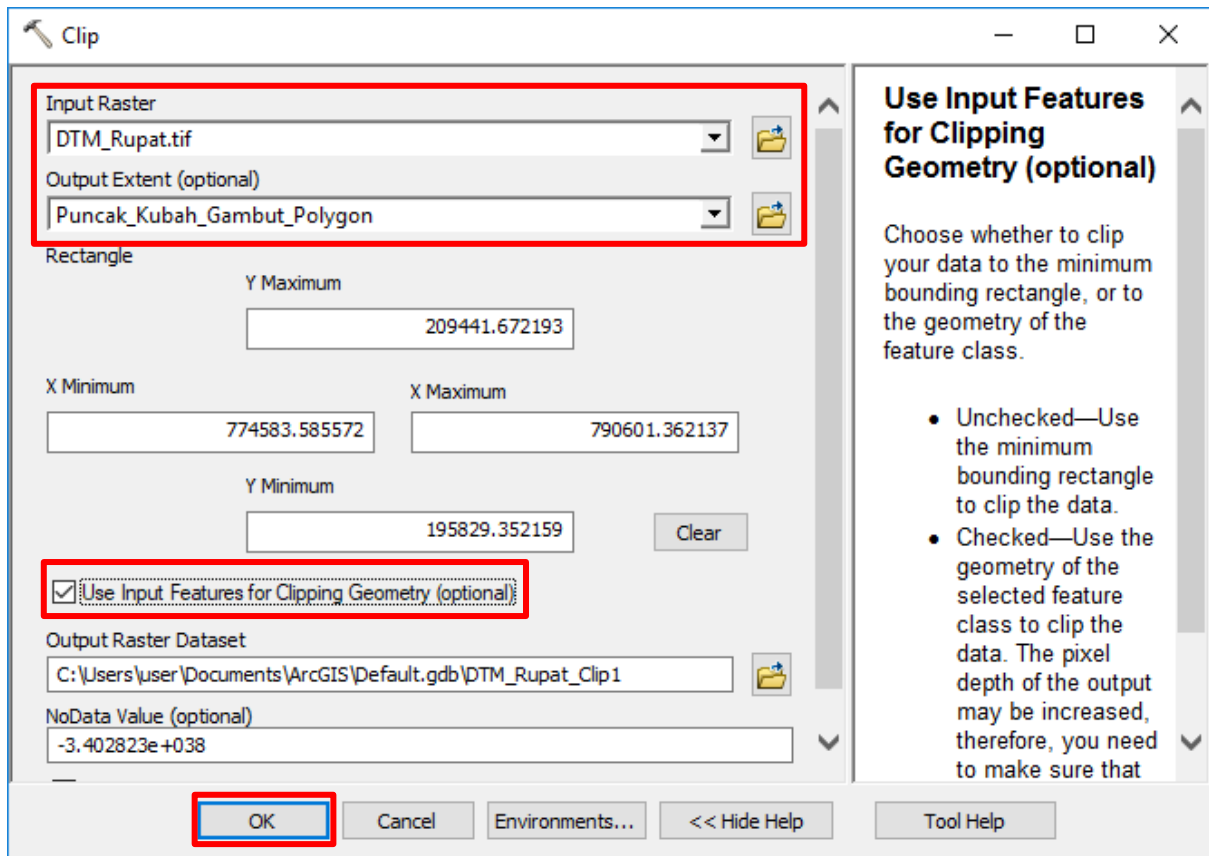 Clip
Input Raster
DTM_Rupat.tif
Output Extent (optional)
Puncak_Kubah_Gambut_Polygon
Rectangle
Y Maximum
209441.672193
X Minimum
X Maximum
774583.585572
790601.362137
Y Minimum
195829.352159
Clear
Use Input Features for Clipping Geometry (optional)
Output Raster Dataset
C:\Users\user\Documents\ArcGIS\Default.gdb\DTM_Rupat_Clip1
NoData Value (optional)
-3.402823e+038
Use Input Features
for Clipping
Geometry (optional)
Choose whether to clip
your data to the minimum
bounding rectangle, or to
the geometry of the
feature class.
• Unchecked—Use
the minimum
bounding rectangle
to clip the data.
• Checked—Use the
geometry of the
selected feature
class to clip the
data. The pixel
depth of the output
may be increased,
therefore, you need
to make sure that
OK
Cancel
Environments...
<< Hide Help
Tool Help